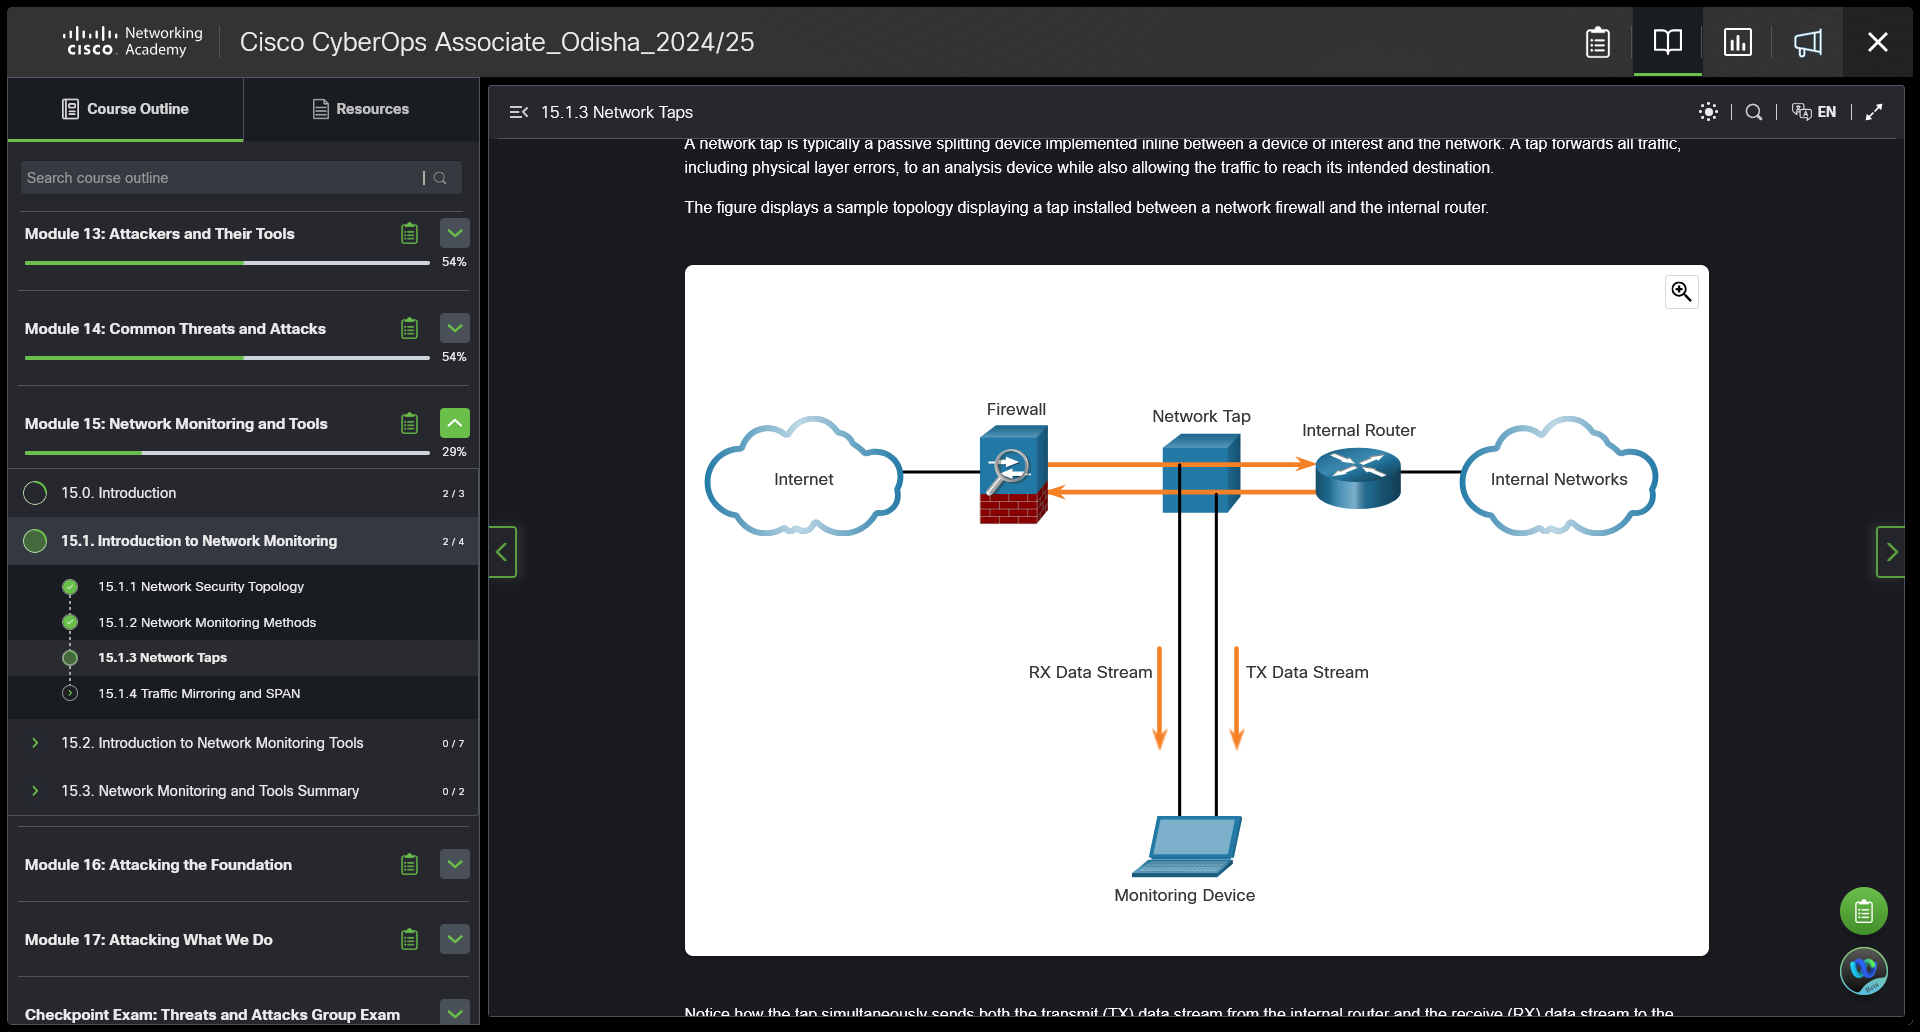 Networking
CISCO Academy
Cisco CyberOps Associate_Odisha_2024/25
Course Outline
Resources
Search course outline
Module 13: Attackers and Their Tools
54%
Module 14: Common Threats and Attacks
54%
Module 15: Network Monitoring and Tools
29%
15.0. Introduction
2 / 3
15.1. Introduction to Network Monitoring
2 / 4
15.1.1 Network Security Topology
15.1.2 Network Monitoring Methods
15.1.3 Network Taps
15.1.4 Traffic Mirroring and SPAN
15.2. Introduction to Network Monitoring Tools
0 / 7
15.3. Network Monitoring and Tools Summary
0 / 2
Module 16: Attacking the Foundation
Module 17: Attacking What We Do
Checkpoint Exam: Threats and Attacks Group Exam
15.1.3 Network Taps
EN
A network tap is typically a passive splitting device implemented inline between a device of interest and the network. A tap forwards all traffic,
including physical layer errors, to an analysis device while also allowing the traffic to reach its intended destination.
The figure displays a sample topology displaying a tap installed between a network firewall and the internal router.
Firewall
Network Tap
Internal Router
Internet
Internal Networks
RX Data Stream
TX Data Stream
Monitoring Device
Notice how the tap simultaneously sends both the transmit (TX) data stream from the internal router and the receive (RX) data stream to the
Beta